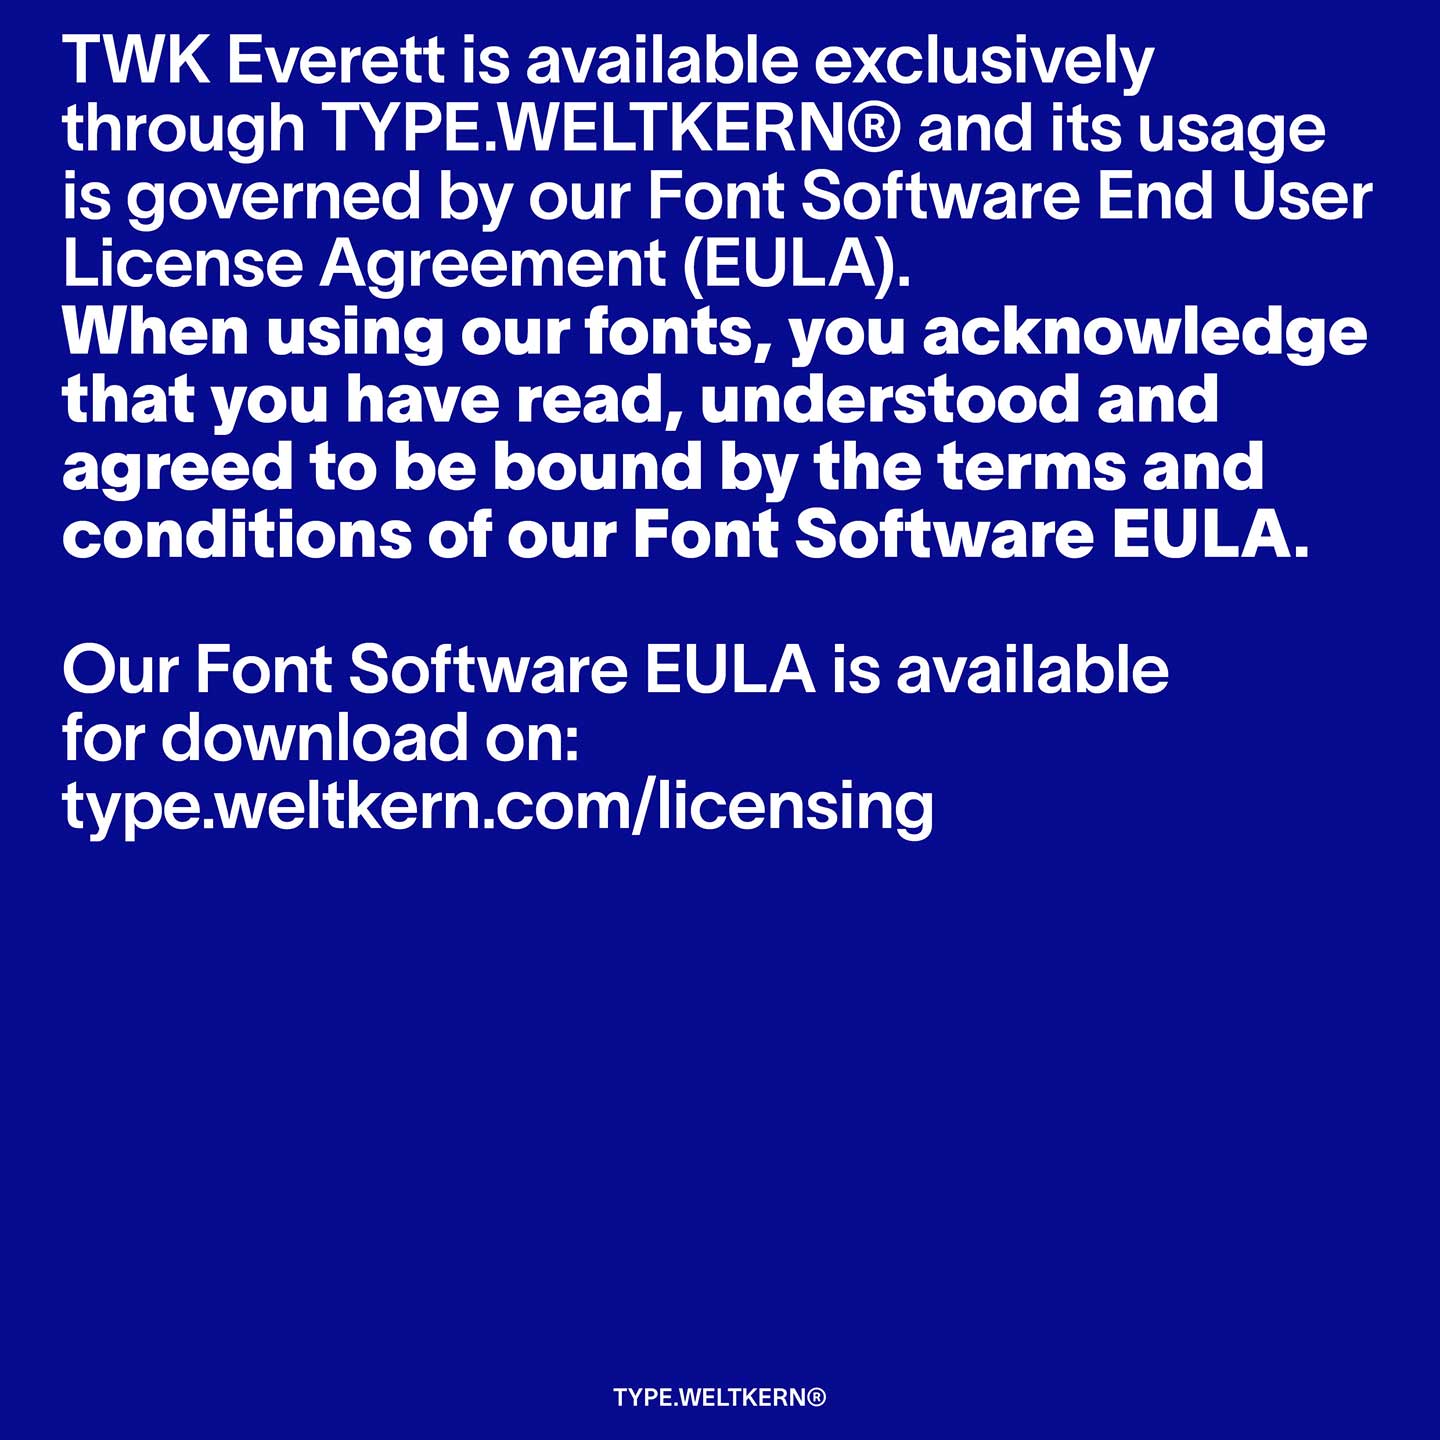 TWK Everett is available exclusively
through TYPE.WELTKERN® and its usage
is governed by our Font Software End User
License Agreement (EULA).
When using our fonts, you acknowledge
that you have read, understood and
agreed to be bound by the terms and
conditions of our Font Software EULA.
Our Font Software EULA is available
for download on:
type.weltkern.com/licensing
TYPE.WELTKERN®